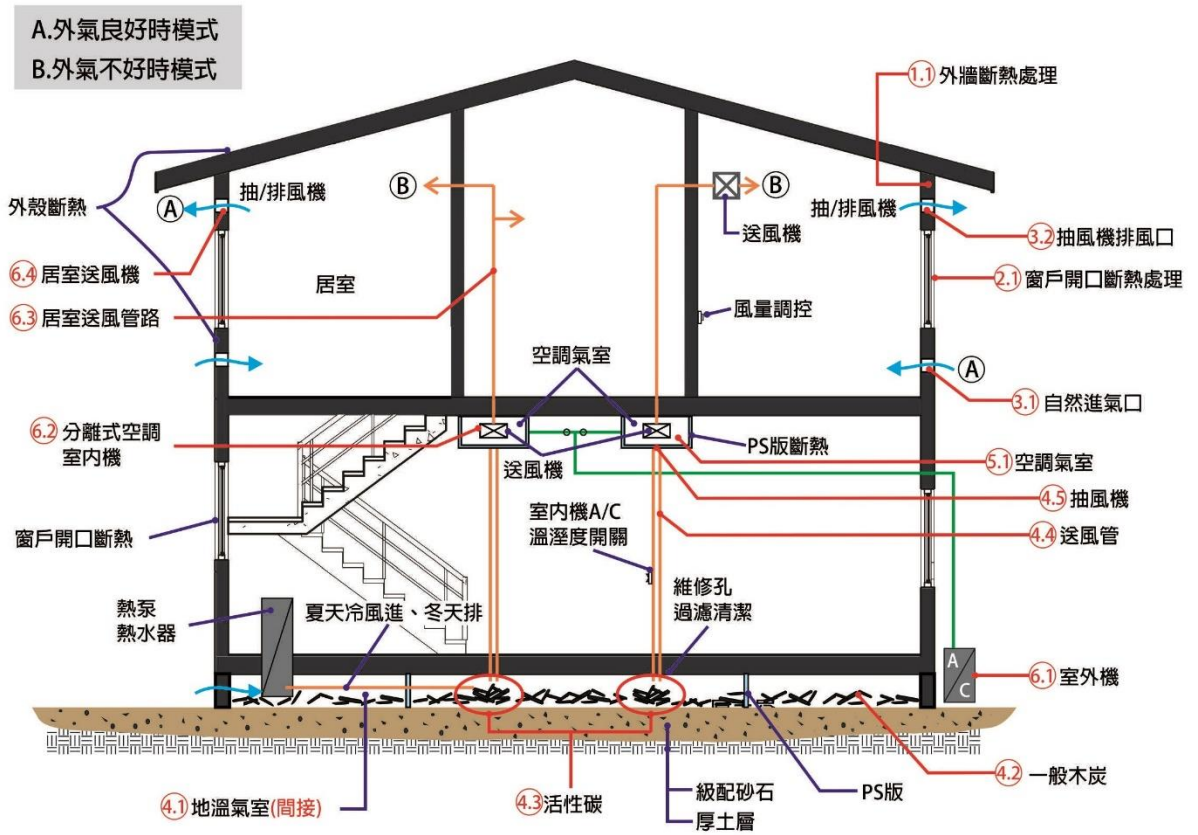 A.外氣良好時模式
B.外氣不好時模式
1.1 外牆斷熱處理
外殼斷熱
A
抽/排風機
B
B
送風機
抽/排風機
3.2 抽風機排風口
6.4 居室送風機
2.1 窗戶開口斷熱處理
居室
6.3 居室送風管路
風量調控
空調氣室
A
3.1 自然進氣口
6.2 分離式空調
室內機
PS版斷熱
5.1 空調氣室
送風機
4.5 抽風機
室內機A/C
溫溼度開關
4.4 送風管
窗戶開口斷熱
熱泵
熱水器
夏天冷風進、冬天排
維修孔
過濾清潔
A
C
6.1 室外機
4.2 一般木炭
4.1 地溫氣室(間接)
4.3 活性碳
級配砂石
厚土層
PS版